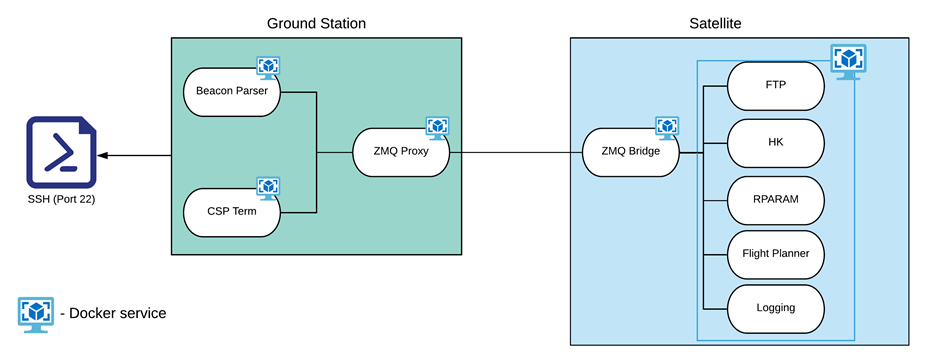 Ground Station
Satellite
Beacon Parser
CSP Term
ZMQ Proxy
ZMQ Bridge
FTP
HK
RPARAM
Flight Planner
Logging
SSH (Port 22)
- Docker service